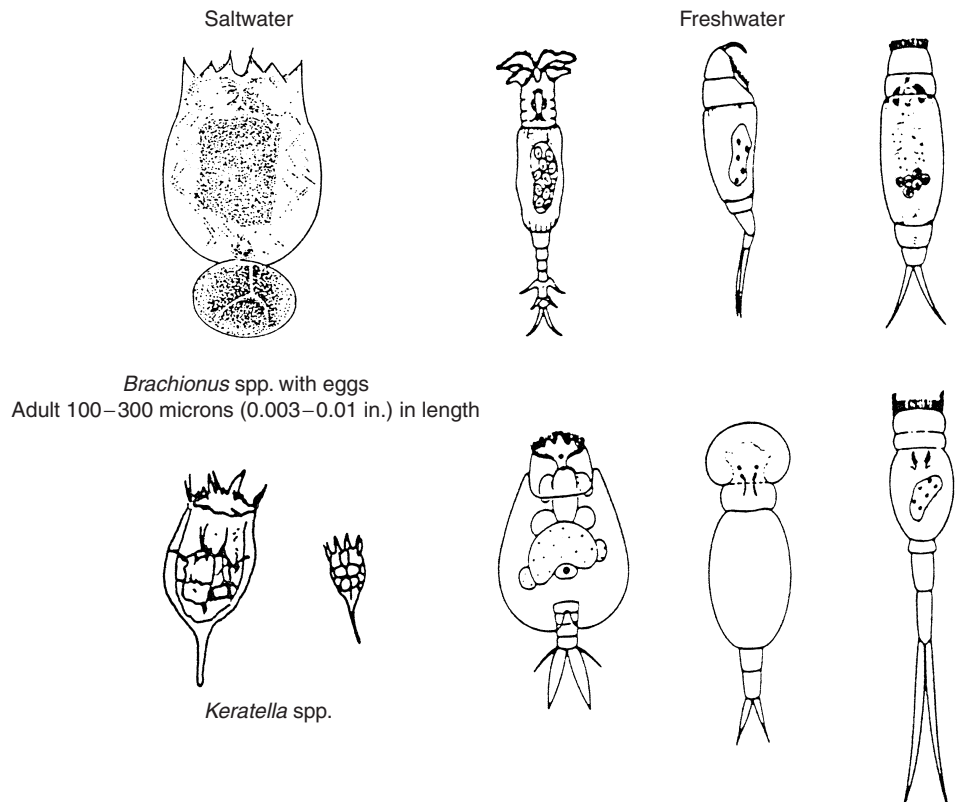 Saltwater
Freshwater
Brachionus spp. with eggs
Adult 100–300 microns (0.003–0.01 in.) in length
Keratella spp.